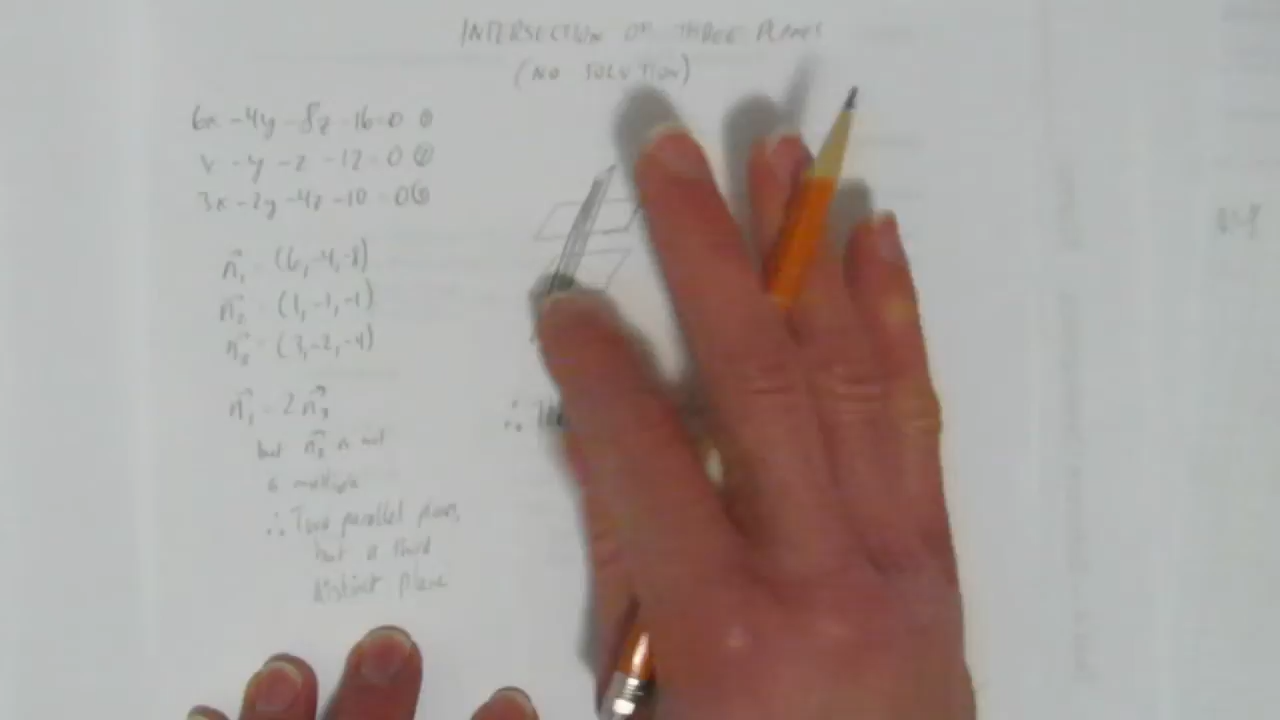 INTERSECTION OF THREE PLANES
(NO SOLUTION)
6x - 4y - 8z - 16 = 0 ①
x - y - z - 12 = 0 ②
3x - 2y - 4z - 10 = 0 ③
n₁ = (6, -4, -8)
n₂ = (1, -1, -1)
n₃ = (3, -2, -4)
n₁ = 2 n₃
but n₂ is not
a multiple
∴ Two parallel planes,
but a third
distinct plane
∴